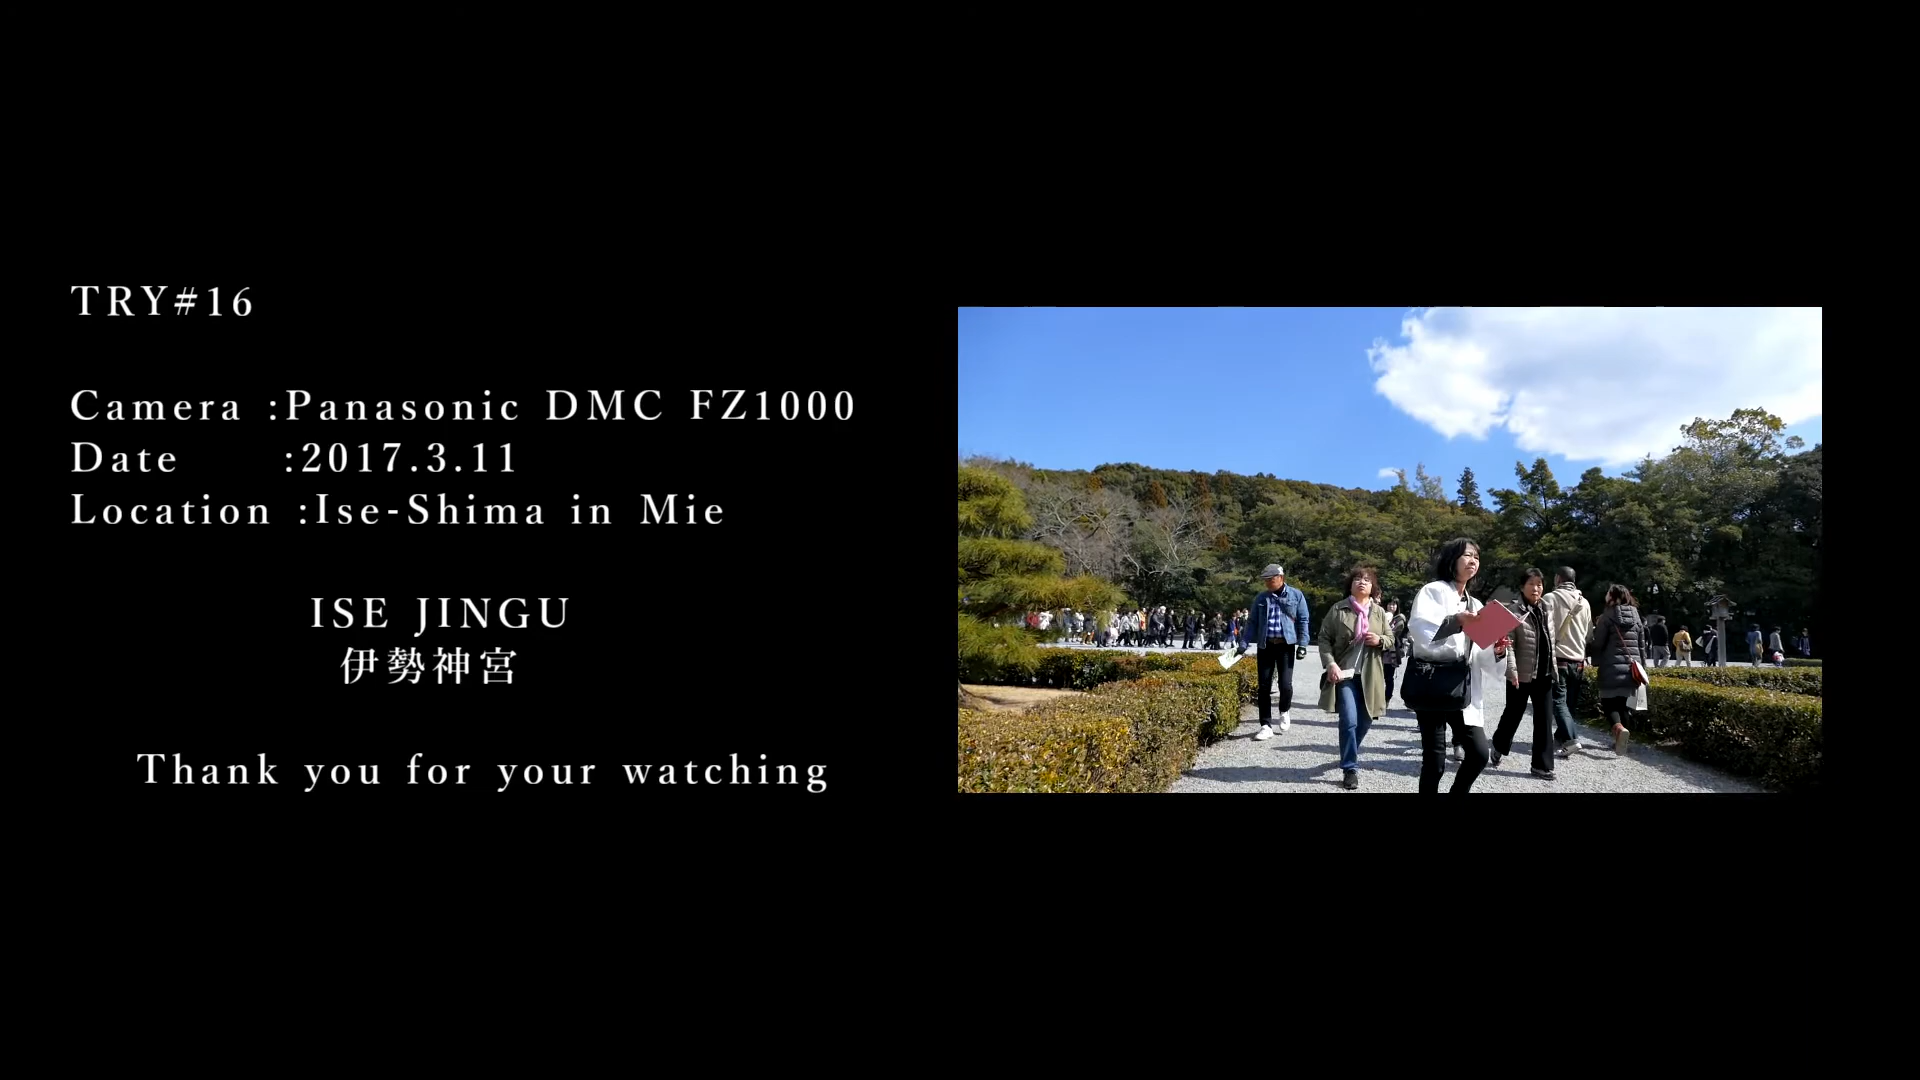 TRY#16
Camera :Panasonic DMC FZ1000
Date :2017.3.11
Location :Ise-Shima in Mie
ISE JINGU
伊勢神宮
Thank you for your watching